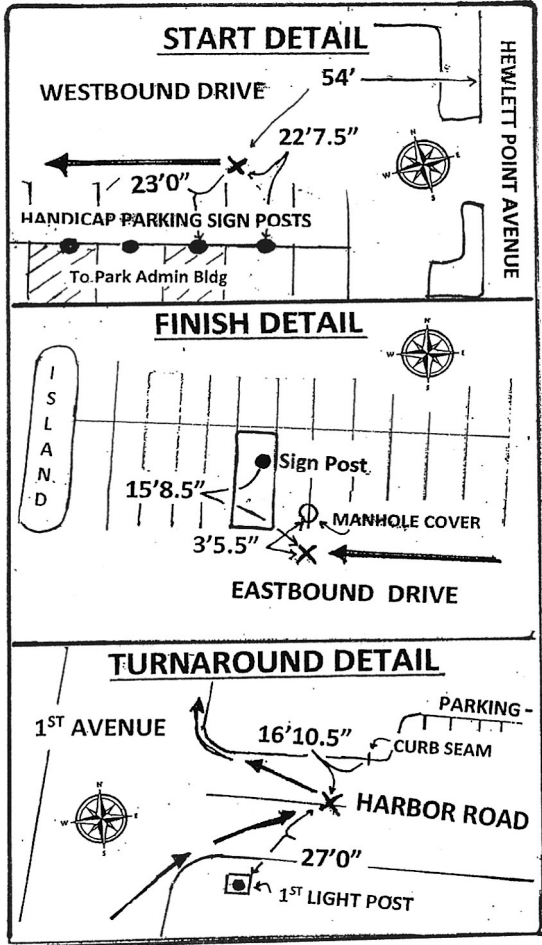 START DETAIL
54'
WESTBOUND DRIVE
HEWLETT POINT AVENUE
22'7.5"
N
W E
S
23'0"
HANDICAP PARKING SIGN POSTS
To Park Admin Bldg
FINISH DETAIL
N
W E
S
ISLAND
Sign Post
15'8.5"
MANHOLE COVER
3'5.5"
EASTBOUND DRIVE
TURNAROUND DETAIL
PARKING
1ST AVENUE
16'10.5"
CURB SEAM
N
W E
S
HARBOR ROAD
27'0"
1ST LIGHT POST